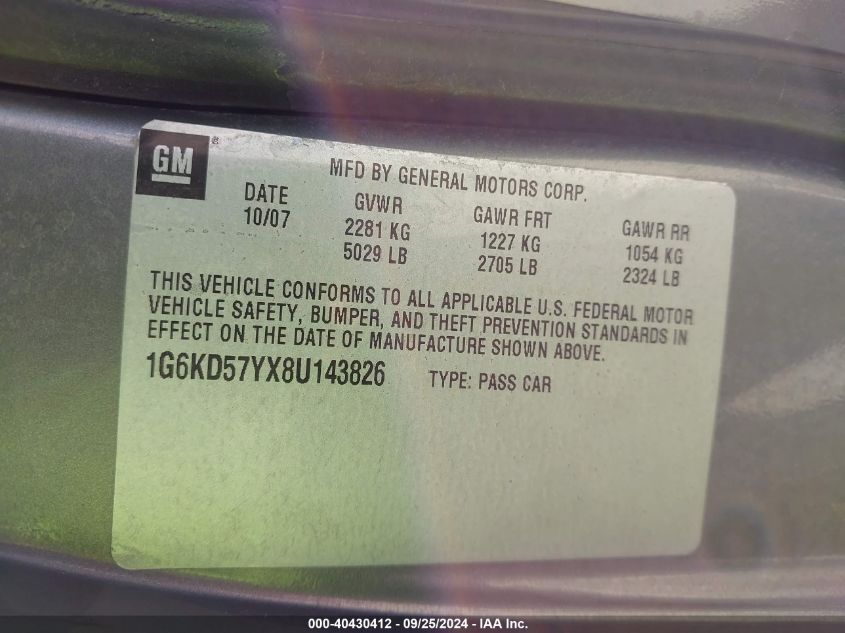 GM ®
MFD BY GENERAL MOTORS CORP.
DATE GVWR GAWR FRT GAWR RR
10/07 2281 KG 1227 KG 1054 KG
5029 LB 2705 LB 2324 LB
THIS VEHICLE CONFORMS TO ALL APPLICABLE U.S. FEDERAL MOTOR
VEHICLE SAFETY, BUMPER, AND THEFT PREVENTION STANDARDS IN
EFFECT ON THE DATE OF MANUFACTURE SHOWN ABOVE.
1G6KD57YX8U143826 TYPE: PASS CAR
000-40430412 - 09/25/2024 - IAA Inc.